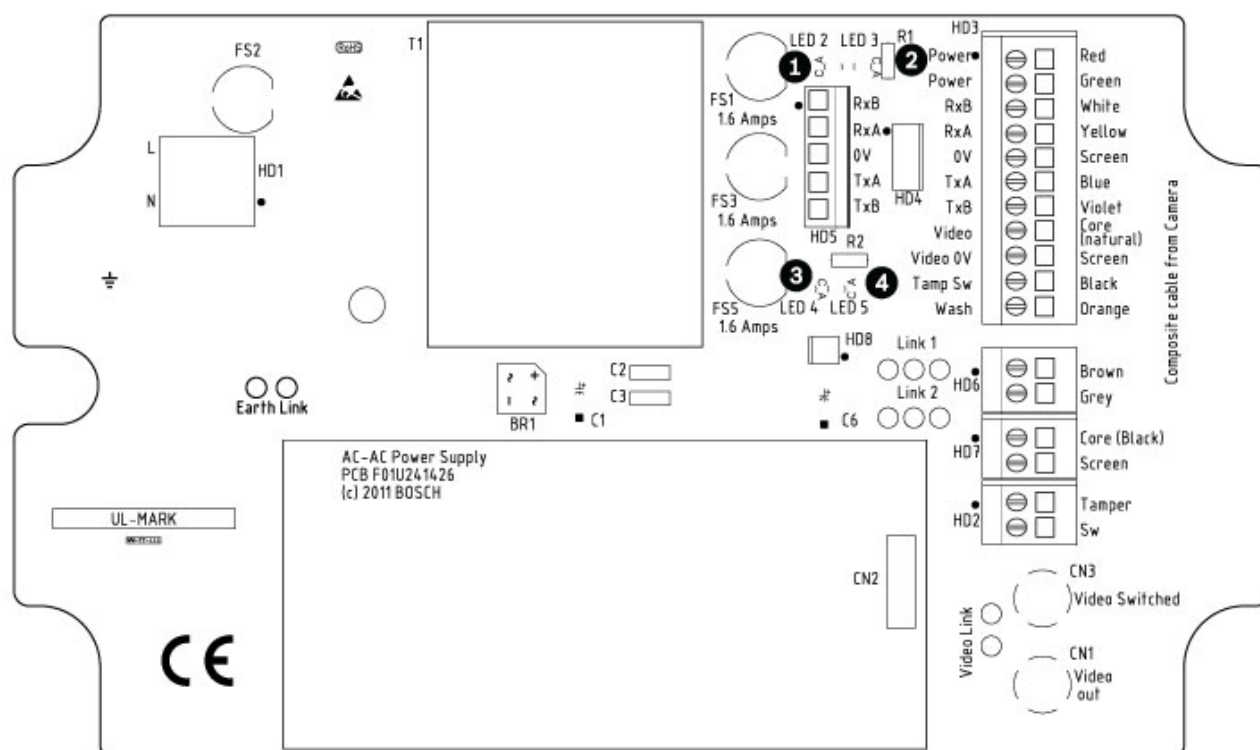 FS2
RoHS
T1
L
N
HD1
LED 2
LED 3
R1
1
2
FS1
1.6 Amps
RxB
RxA
0V
TxA
TxB
HD5
HD4
FS3
1.6 Amps
R2
3
4
LED 4
LED 5
FS5
1.6 Amps
C A
C A
C A
C A
HD3
Power Red
Power Green
RxB White
RxA Yellow
0V Screen
TxA Blue
TxB Violet
Video Core
(natural)
Video 0V Screen
Tamp Sw Black
Wash Orange
Composite cable from Camera
HD8
Link 1
Link 2
HD6
Brown
Grey
HD7
Core (Black)
Screen
HD2
Tamper
Sw
Earth Link
BR1
C2
C3
C1
C6
AC-AC Power Supply
PCB F01U241426
(c) 2011 BOSCH
UL-MARK
CE
CN2
Video Link
CN3
Video Switched
CN1
Video
out